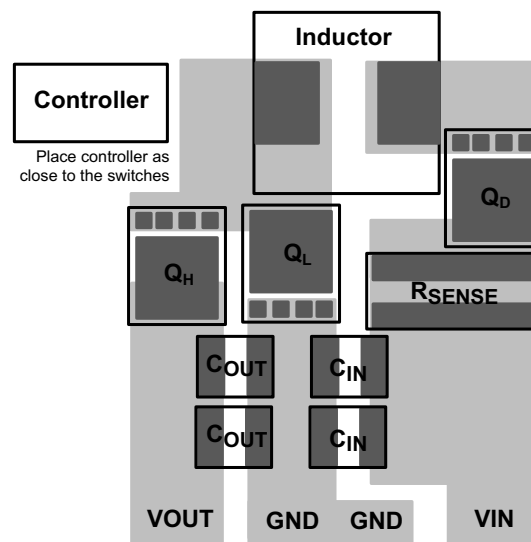 Inductor
Controller
Place controller as
close to the switches
QD
QH
QL
RSENSE
COUT
CIN
COUT
CIN
VOUT
GND
GND
VIN